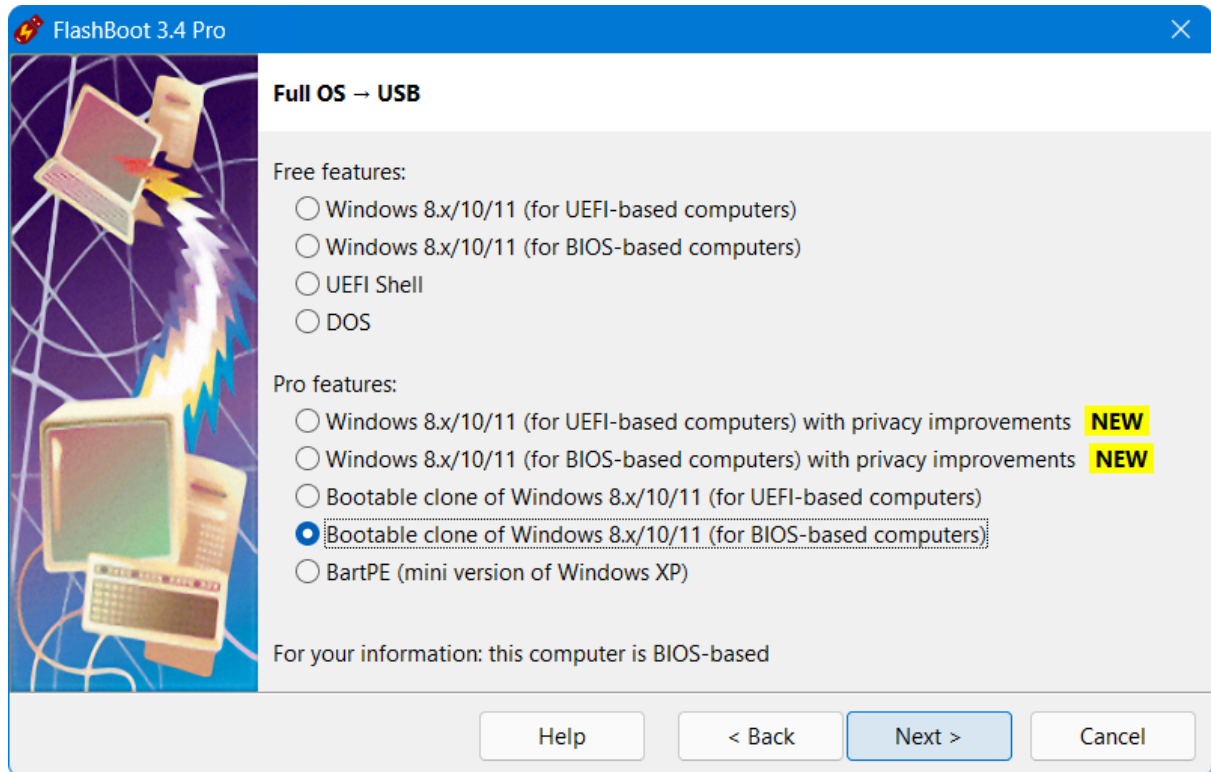 FlashBoot 3.4 Pro
Full OS → USB
Free features:
Windows 8.x/10/11 (for UEFI-based computers)
Windows 8.x/10/11 (for BIOS-based computers)
UEFI Shell
DOS
Pro features:
Windows 8.x/10/11 (for UEFI-based computers) with privacy improvements NEW
Windows 8.x/10/11 (for BIOS-based computers) with privacy improvements NEW
Bootable clone of Windows 8.x/10/11 (for UEFI-based computers)
Bootable clone of Windows 8.x/10/11 (for BIOS-based computers)
BartPE (mini version of Windows XP)
For your information: this computer is BIOS-based
Help < Back Next > Cancel